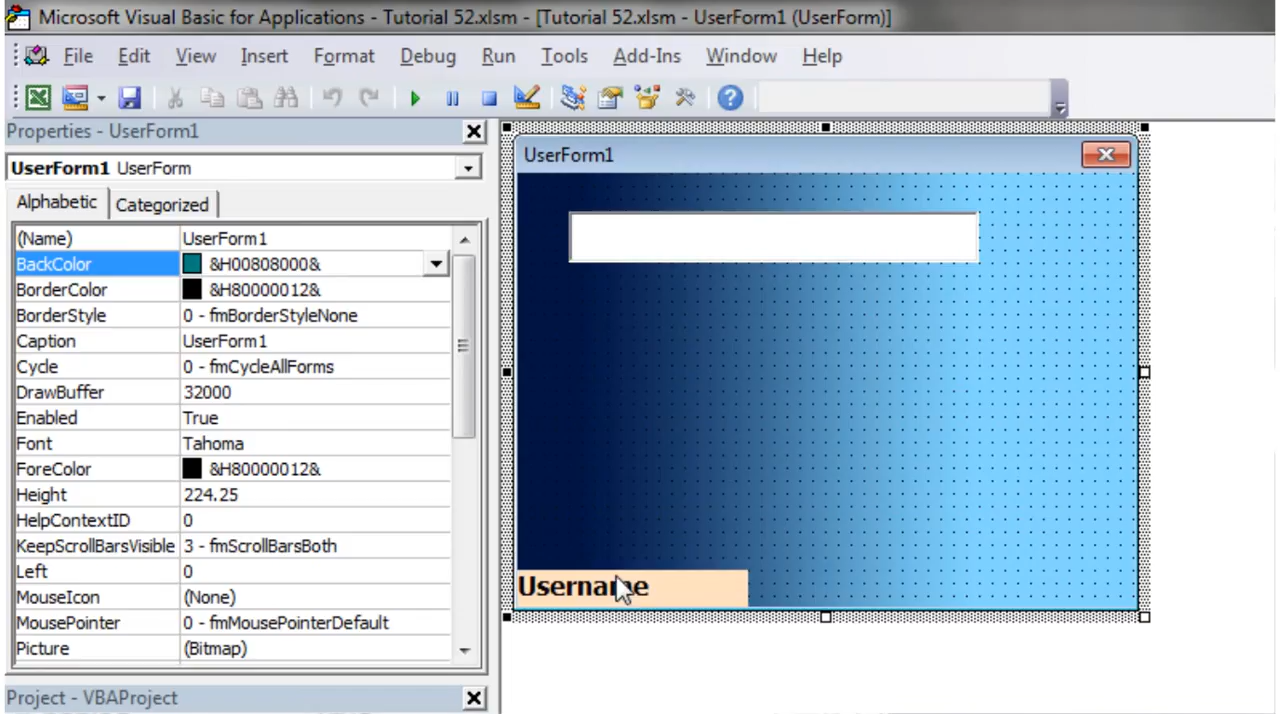 Microsoft Visual Basic for Applications - Tutorial 52.xlsm - [Tutorial 52.xlsm - UserForm1 (UserForm)]
File Edit View Insert Format Debug Run Tools Add-Ins Window Help
Properties - UserForm1
UserForm1 UserForm
Alphabetic Categorized
(Name) UserForm1
BackColor &H00808000&
BorderColor &H80000012&
BorderStyle 0 - fmBorderStyleNone
Caption UserForm1
Cycle 0 - fmCycleAllForms
DrawBuffer 32000
Enabled True
Font Tahoma
ForeColor &H80000012&
Height 224.25
HelpContextID 0
KeepScrollBarsVisible 3 - fmScrollBarsBoth
Left 0
MouseIcon (None)
MousePointer 0 - fmMousePointerDefault
Picture (Bitmap)
Project - VBAProject
UserForm1
Username